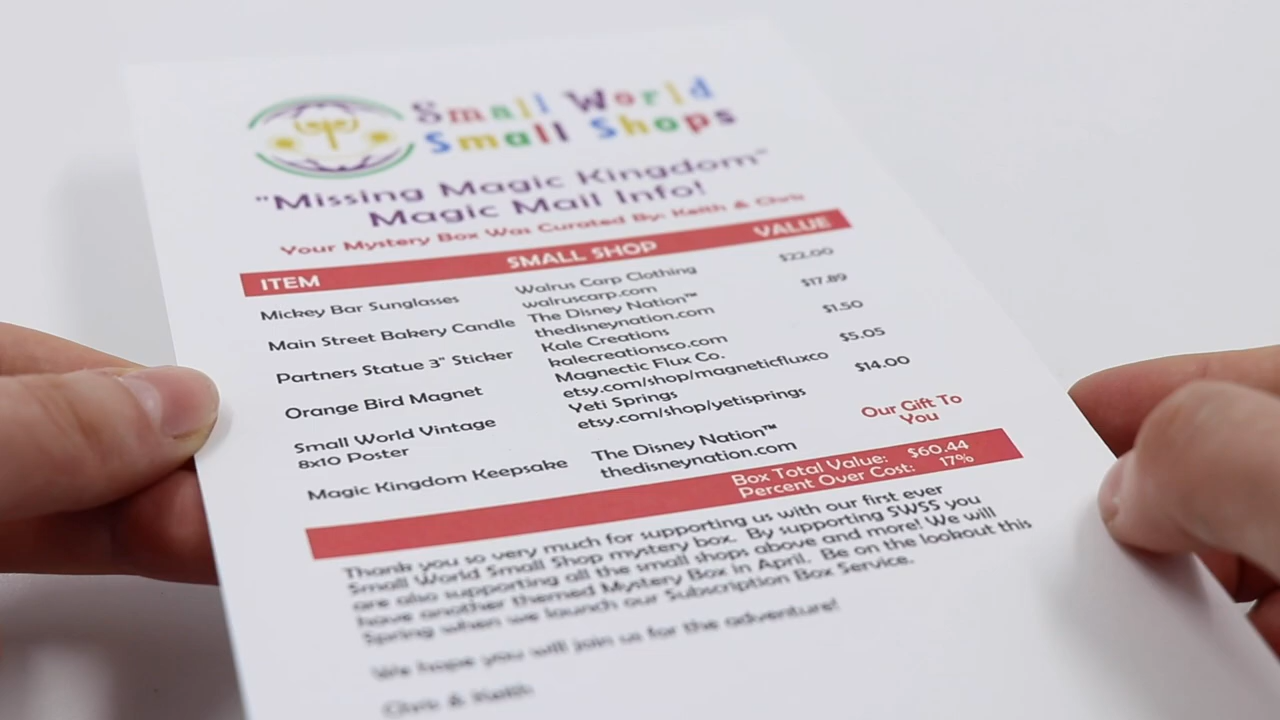 Small World
Small Shops
"Missing Magic Kingdom"
Magic Mail Info!
Your Mystery Box Was Curated By: Keith & Chris
ITEM SMALL SHOP VALUE
Mickey Bar Sunglasses Walrus Carp Clothing $22.00
walruscarp.com
Main Street Bakery Candle The Disney Nation™ $17.89
thedisneynation.com
Partners Statue 3" Sticker Kale Creations $1.50
kalecreationsco.com
Orange Bird Magnet Magnectic Flux Co. $5.05
etsy.com/shop/magneticfluxco
Small World Vintage Yeti Springs $14.00
8x10 Poster etsy.com/shop/yetisprings
Magic Kingdom Keepsake The Disney Nation™ Our Gift To
thedisneynation.com You
Box Total Value: $60.44
Percent Over Cost: 17%
Thank you so very much for supporting us with our first ever
Small World Small Shop mystery box. By supporting SWSS you
are also supporting all the small shops above and more! We will
have another themed Mystery Box in April. Be on the lookout this
Spring when we launch our Subscription Box Service.
We hope you will join us for the adventure!
Chris & Keith